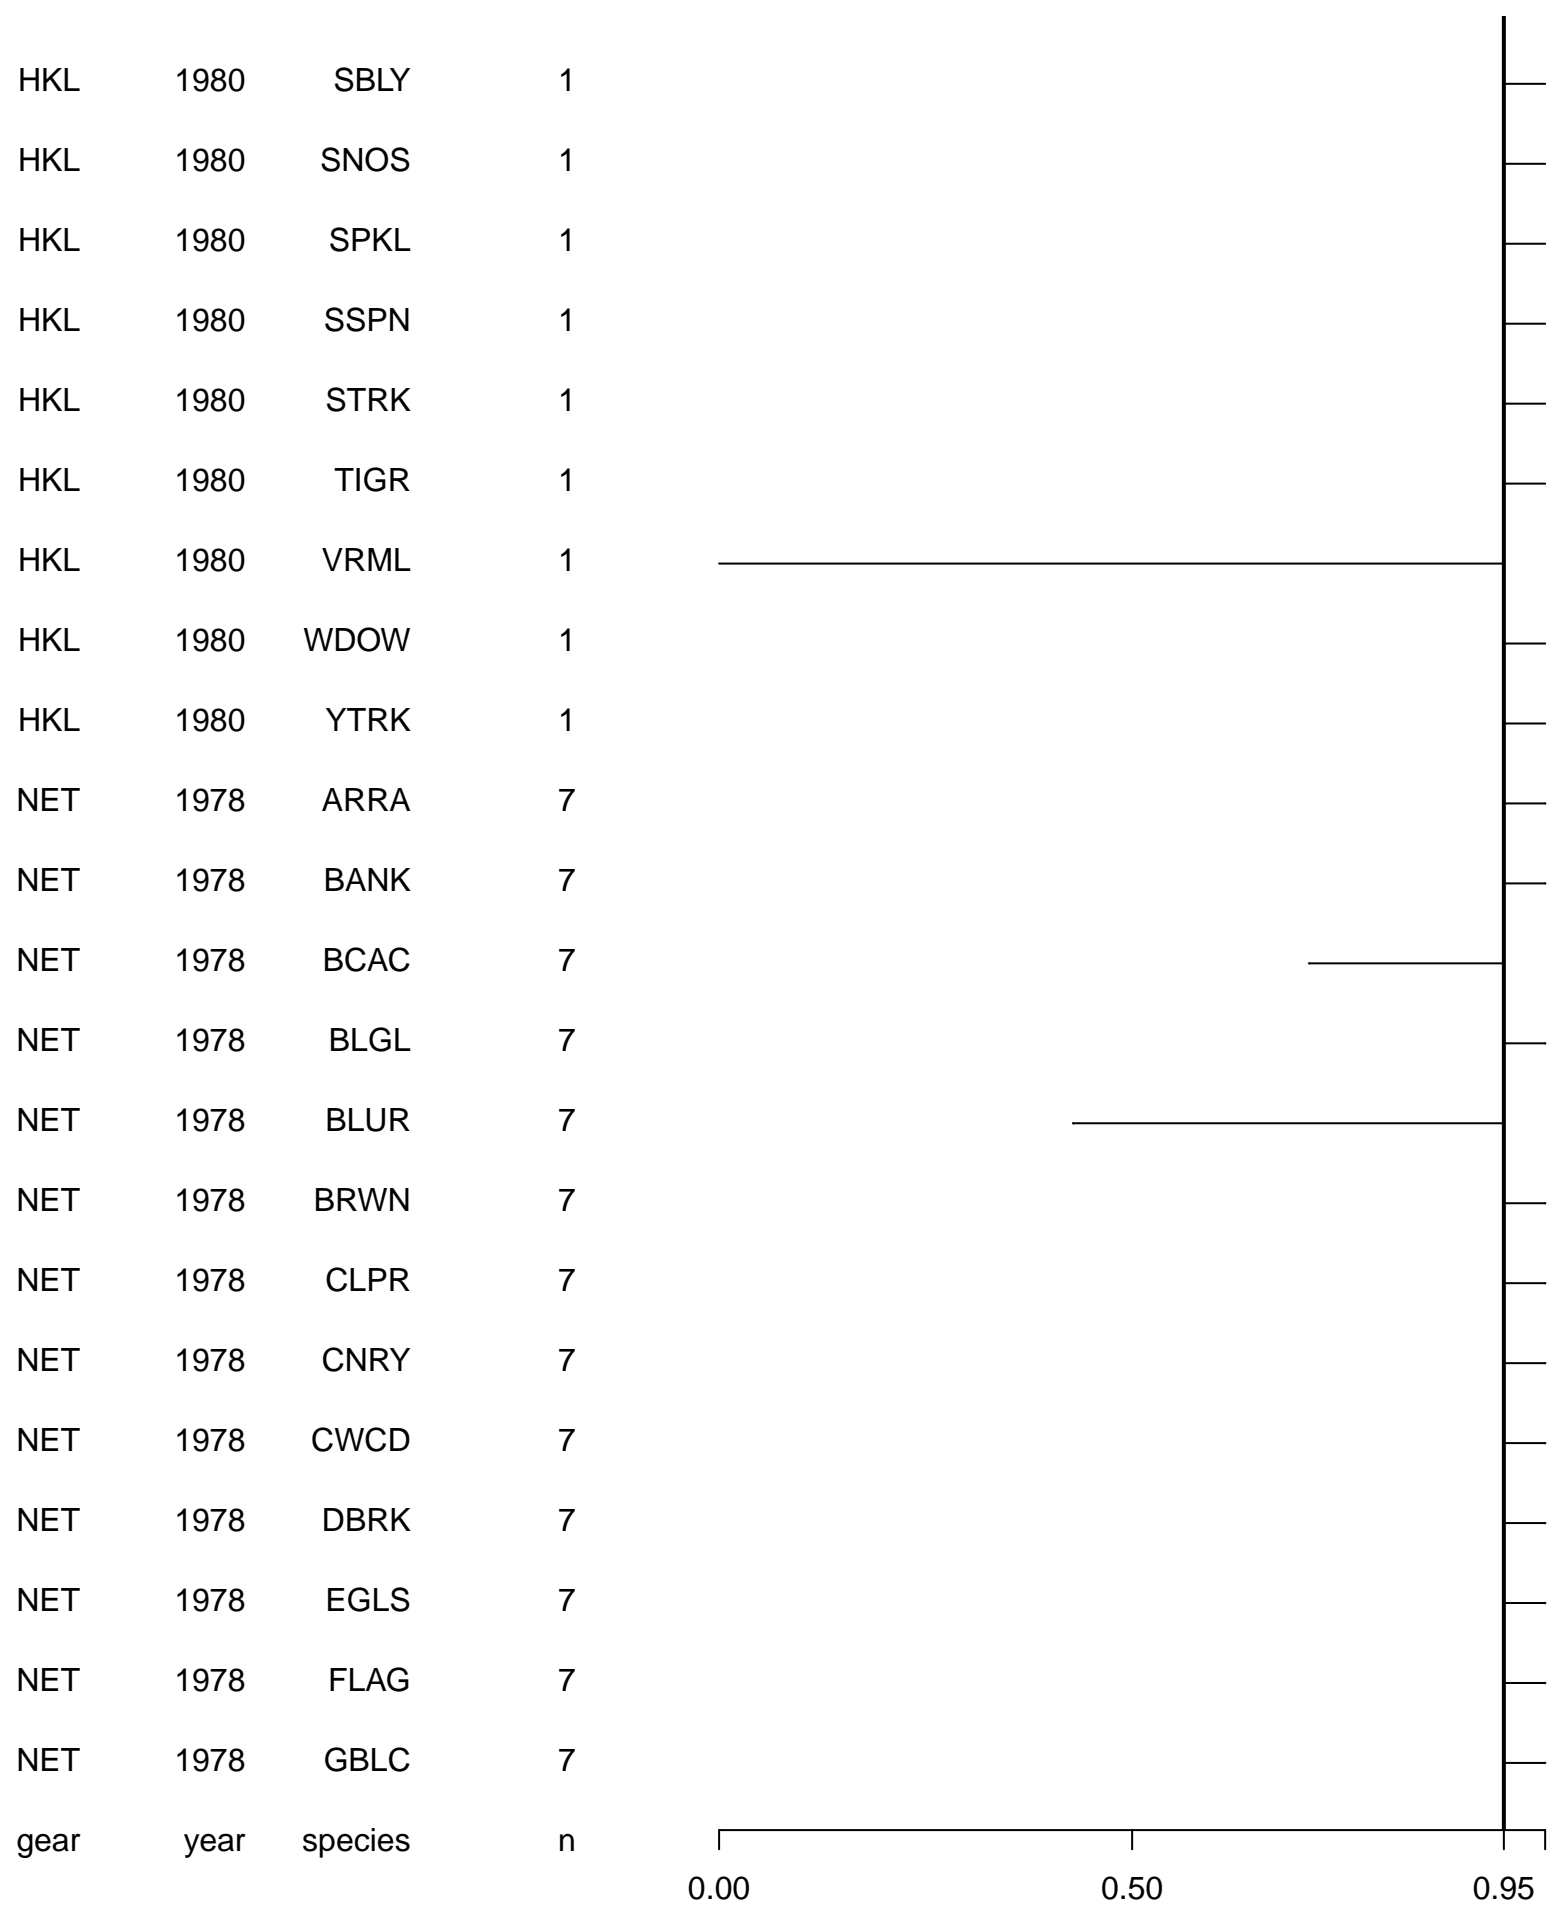 HKL 1980 SBLY 1
HKL 1980 SNOS 1
HKL 1980 SPKL 1
HKL 1980 SSPN 1
HKL 1980 STRK 1
HKL 1980 TIGR 1
HKL 1980 VRML 1
HKL 1980 WDOW 1
HKL 1980 YTRK 1
NET 1978 ARRA 7
NET 1978 BANK 7
NET 1978 BCAC 7
NET 1978 BLGL 7
NET 1978 BLUR 7
NET 1978 BRWN 7
NET 1978 CLPR 7
NET 1978 CNRY 7
NET 1978 CWCD 7
NET 1978 DBRK 7
NET 1978 EGLS 7
NET 1978 FLAG 7
NET 1978 GBLC 7
gear year species n
0.00 0.50 0.95